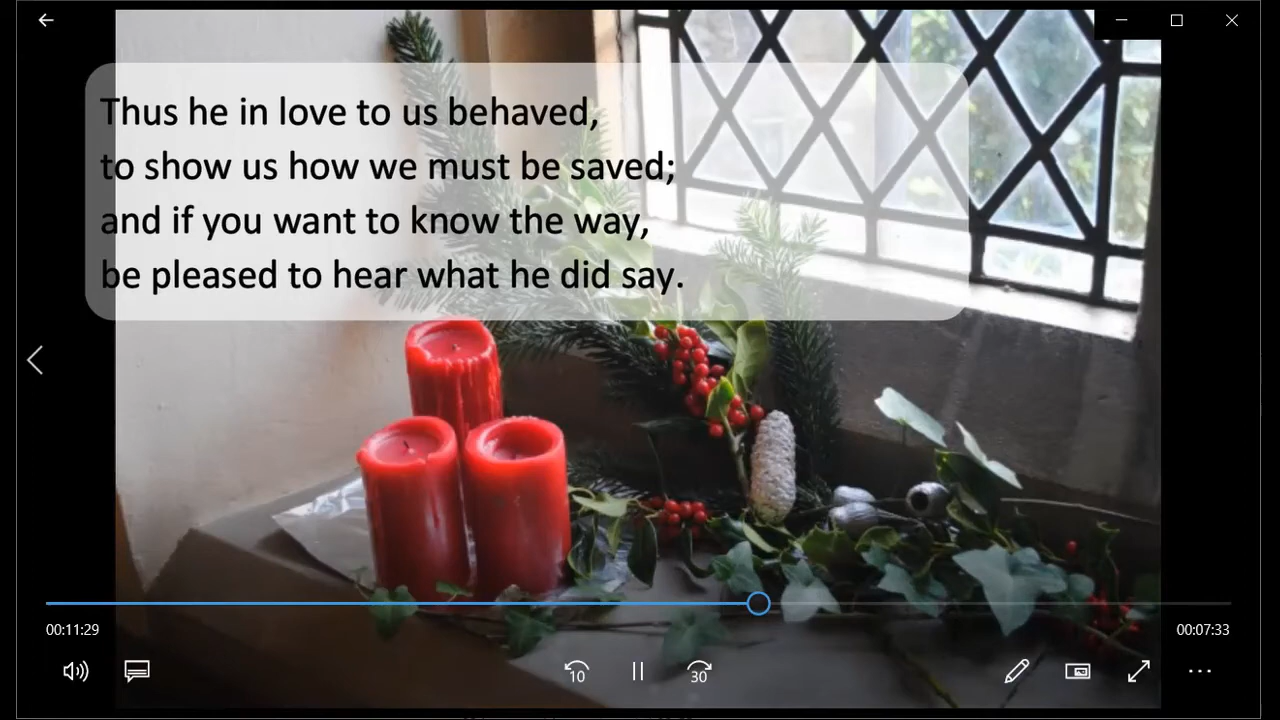 Thus he in love to us behaved,
to show us how we must be saved;
and if you want to know the way,
be pleased to hear what he did say.
00:11:29
00:07:33
10
30